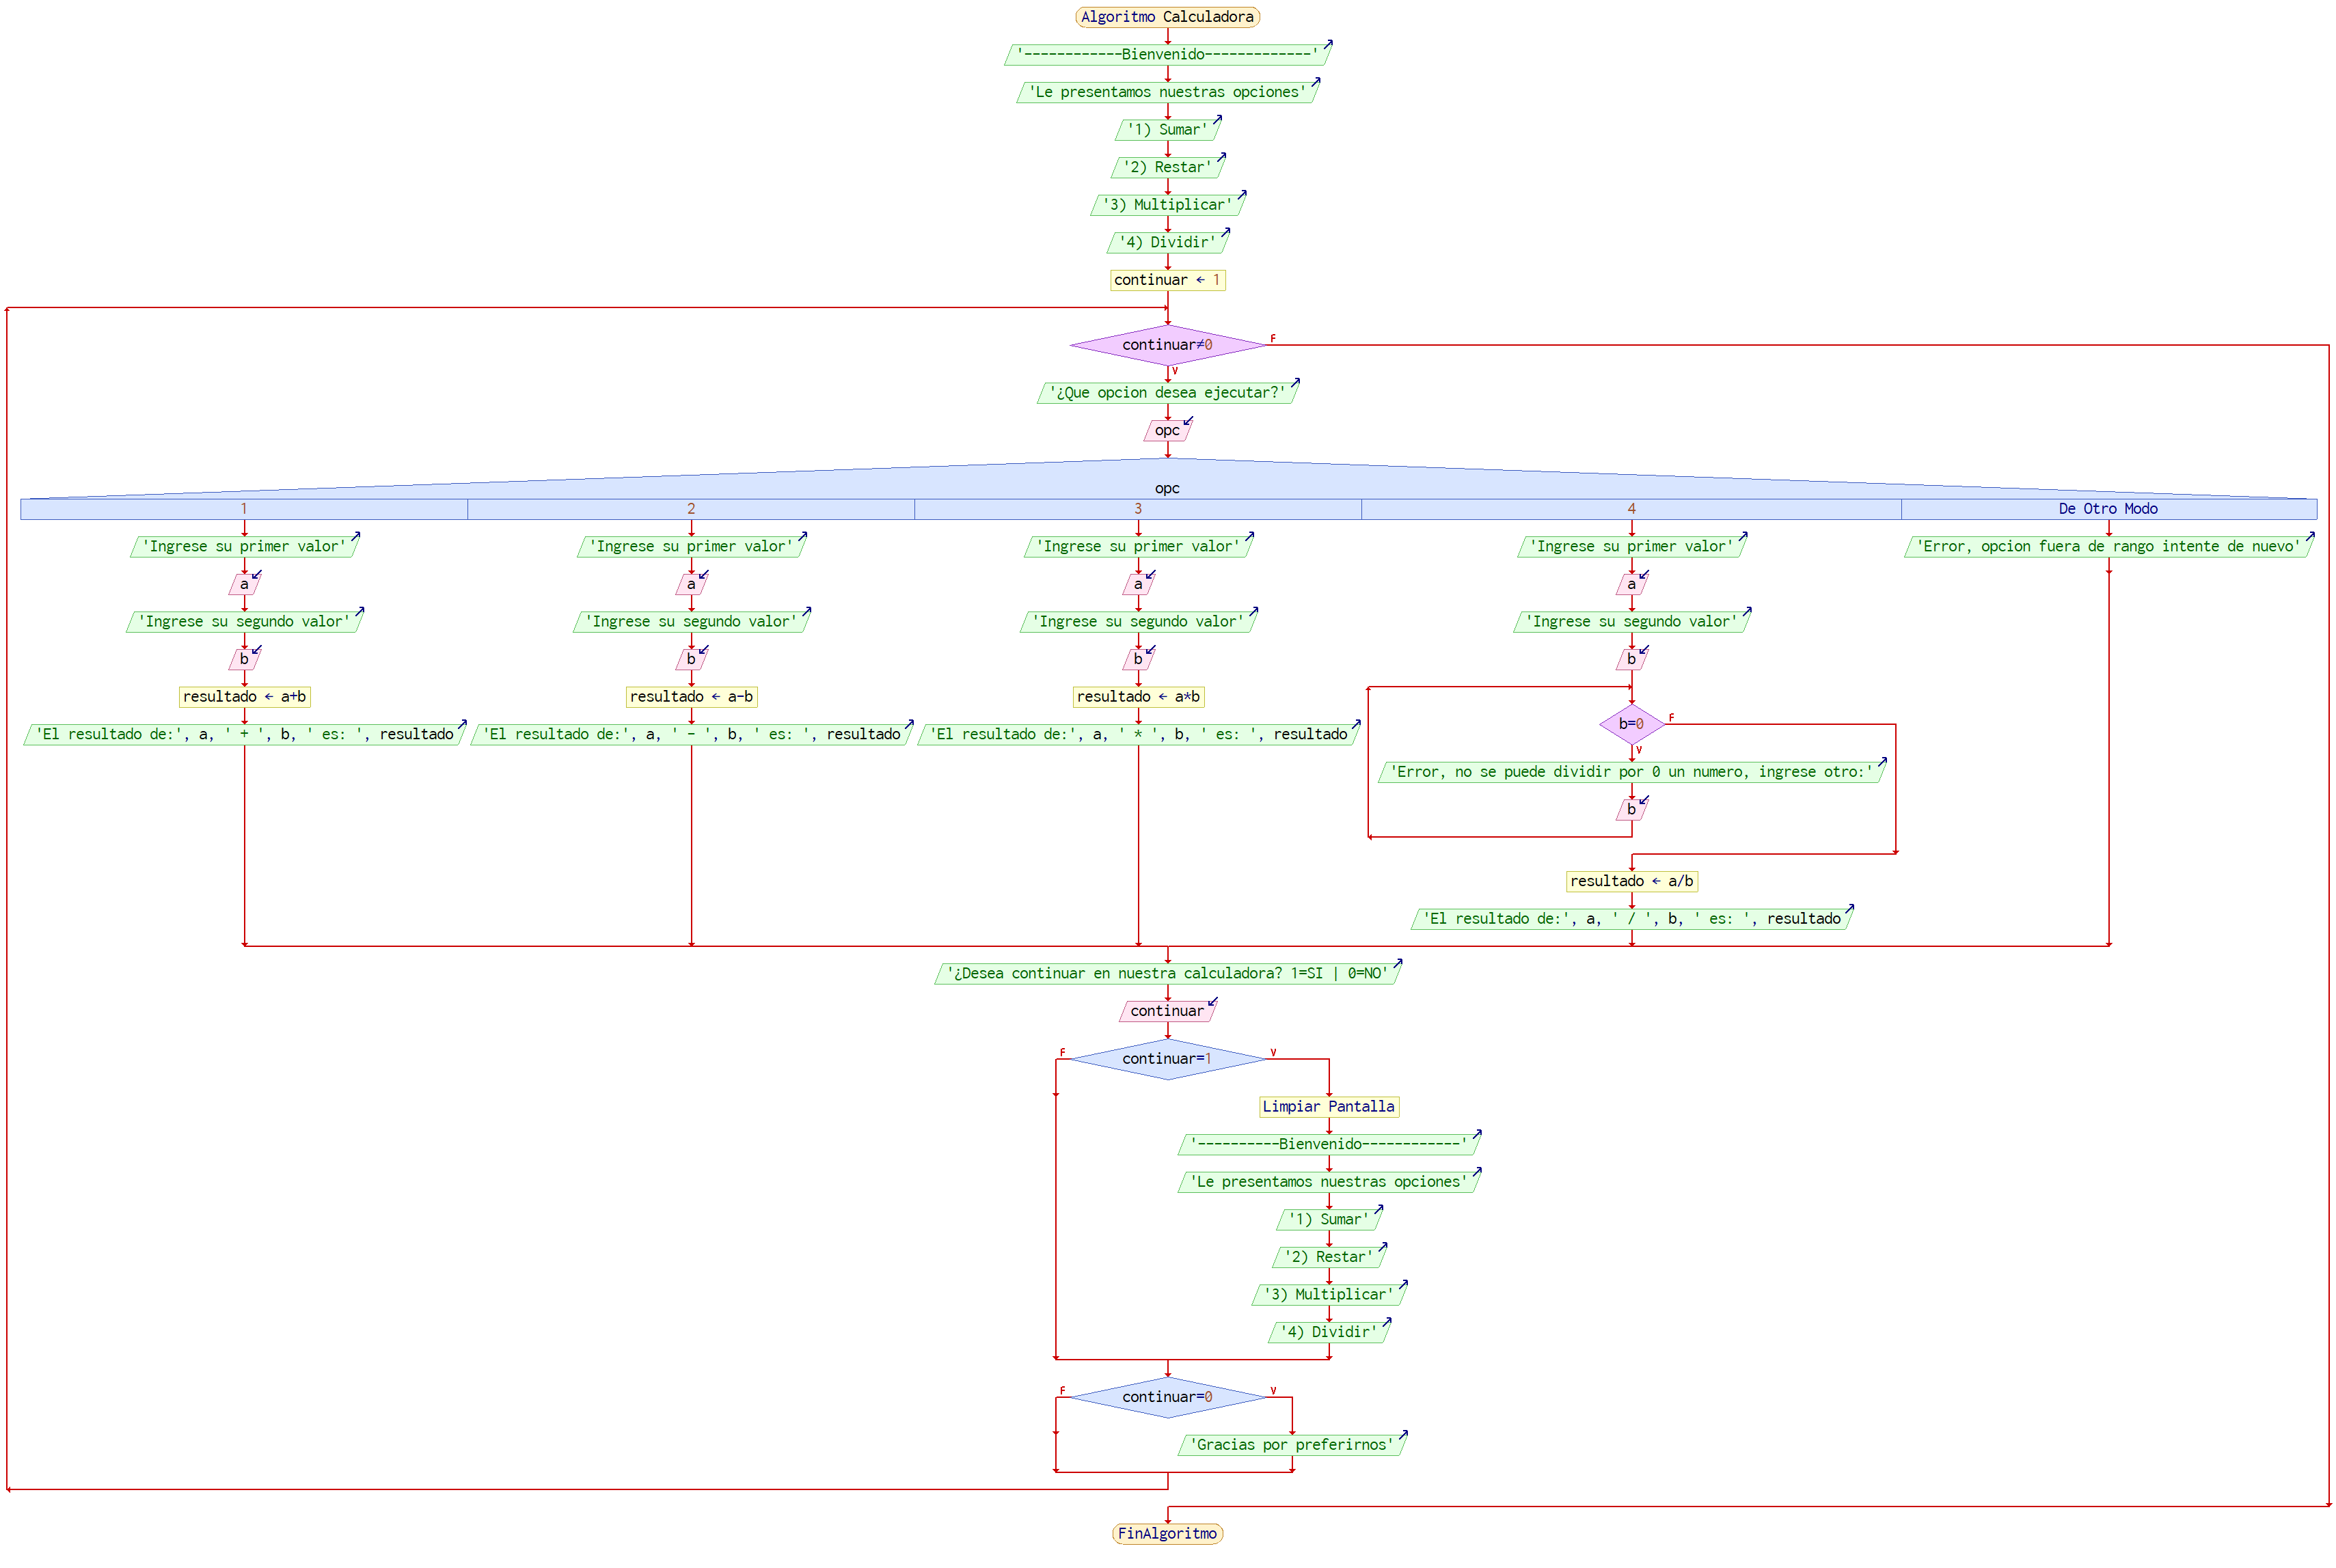 Algoritmo Calculadora
'------------Bienvenido-------------'
'Le presentamos nuestras opciones'
'1) Sumar'
'2) Restar'
'3) Multiplicar'
'4) Dividir'
continuar ← 1
continuar≠0
F
V
'¿Que opcion desea ejecutar?'
opc
opc
1
2
3
4
De Otro Modo
'Ingrese su primer valor'
'Ingrese su primer valor'
'Ingrese su primer valor'
'Ingrese su primer valor'
'Error, opcion fuera de rango intente de nuevo'
a
a
a
a
'Ingrese su segundo valor'
'Ingrese su segundo valor'
'Ingrese su segundo valor'
'Ingrese su segundo valor'
b
b
b
b
resultado ← a+b
resultado ← a-b
resultado ← a*b
b=0
F
V
'El resultado de:', a, ' + ', b, ' es: ', resultado
'El resultado de:', a, ' - ', b, ' es: ', resultado
'El resultado de:', a, ' * ', b, ' es: ', resultado
'Error, no se puede dividir por 0 un numero, ingrese otro:'
b
resultado ← a/b
'El resultado de:', a, ' / ', b, ' es: ', resultado
'¿Desea continuar en nuestra calculadora? 1=SI | 0=NO'
continuar
F
continuar=1
V
Limpiar Pantalla
'----------Bienvenido------------'
'Le presentamos nuestras opciones'
'1) Sumar'
'2) Restar'
'3) Multiplicar'
'4) Dividir'
F
continuar=0
V
'Gracias por preferirnos'
FinAlgoritmo